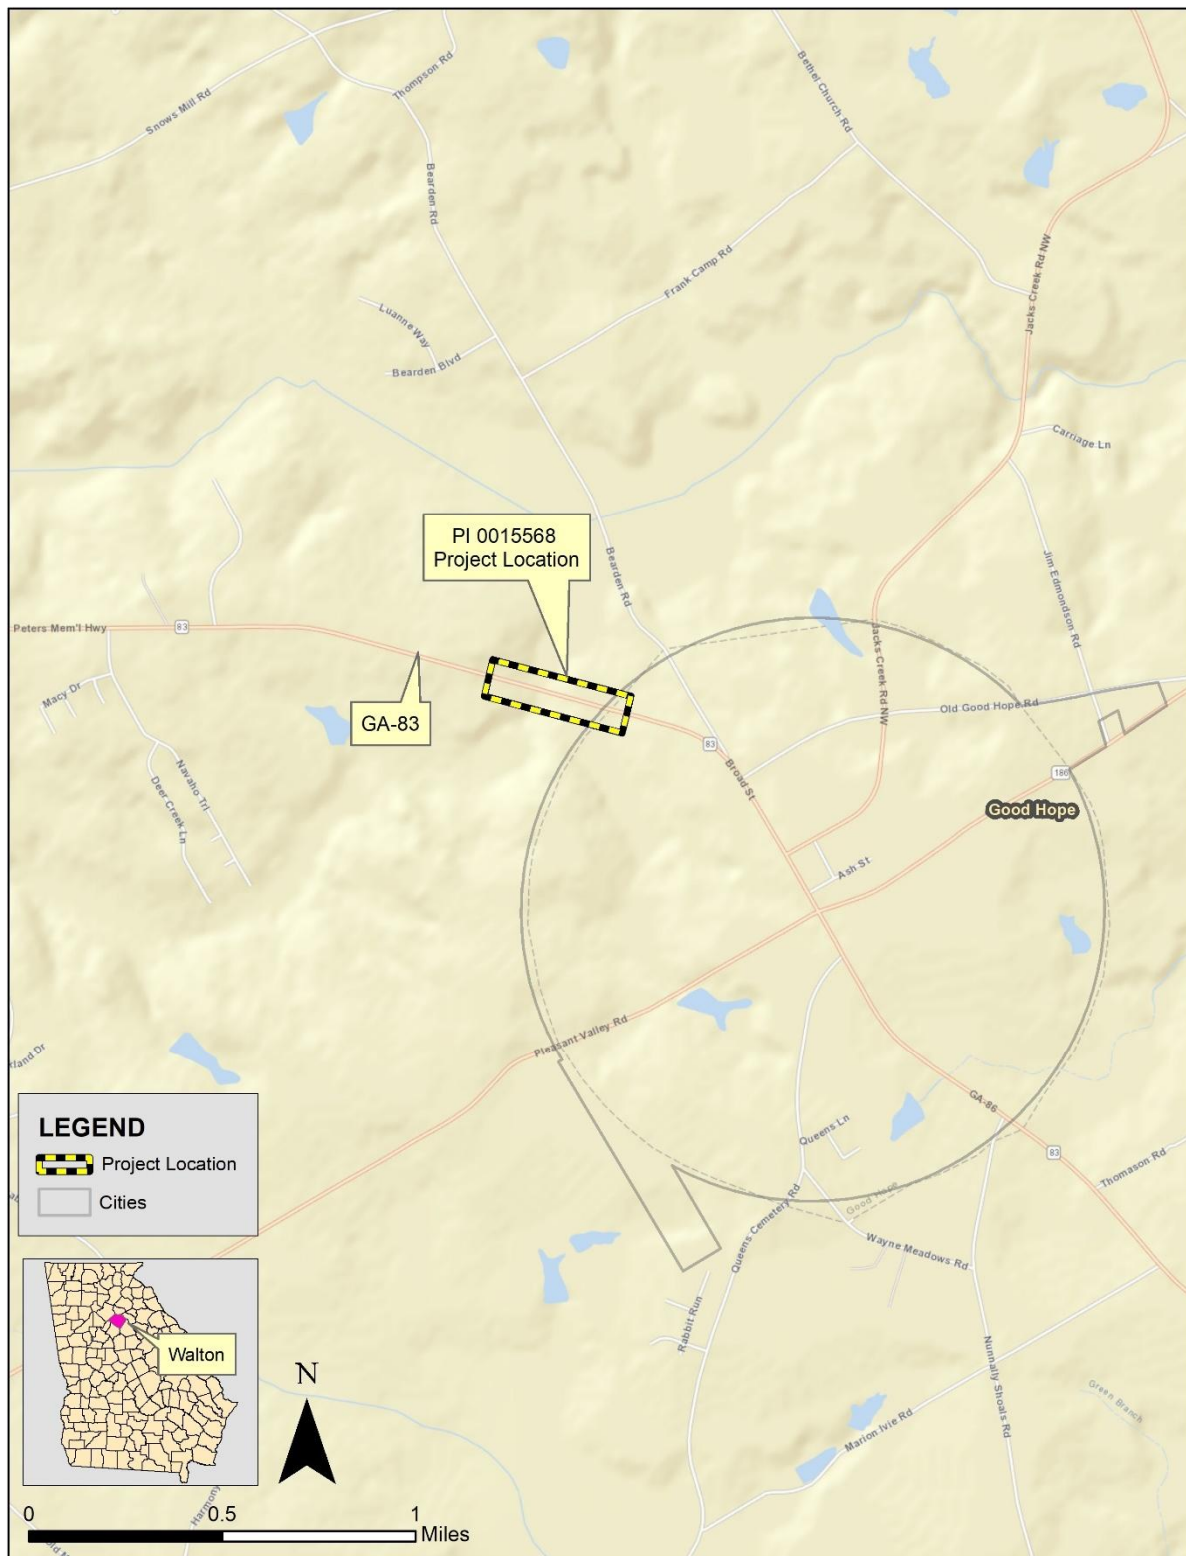 Thompson Rd
Snows Mill Rd
Bethel Church Rd
Bearden Rd
Frank Camp Rd
Jacks Creek Rd NW
Luanne Way
Bearden Blvd
Carriage Ln
PI 0015568
Project Location
Bearden Rd
Jim Edmondson Rd
Peters Mem'l Hwy
83
Jacks Creek Rd NW
Macy Dr
GA-83
Old Good Hope Rd
83
Broad St
186
Navaho Trl
Deer Creek Ln
Good Hope
Ash St
Pleasant Valley Rd
GA-86
Queens Ln
83
Thomason Rd
Queens Cemetery Rd
Good Hope
Wayne Meadows Rd
Rabbit Run
Nunnally Shoals Rd
Green Branch
Marion Ivie Rd
LEGEND
Project Location
Cities
Walton
N
Harmony
0 0.5 1
Miles